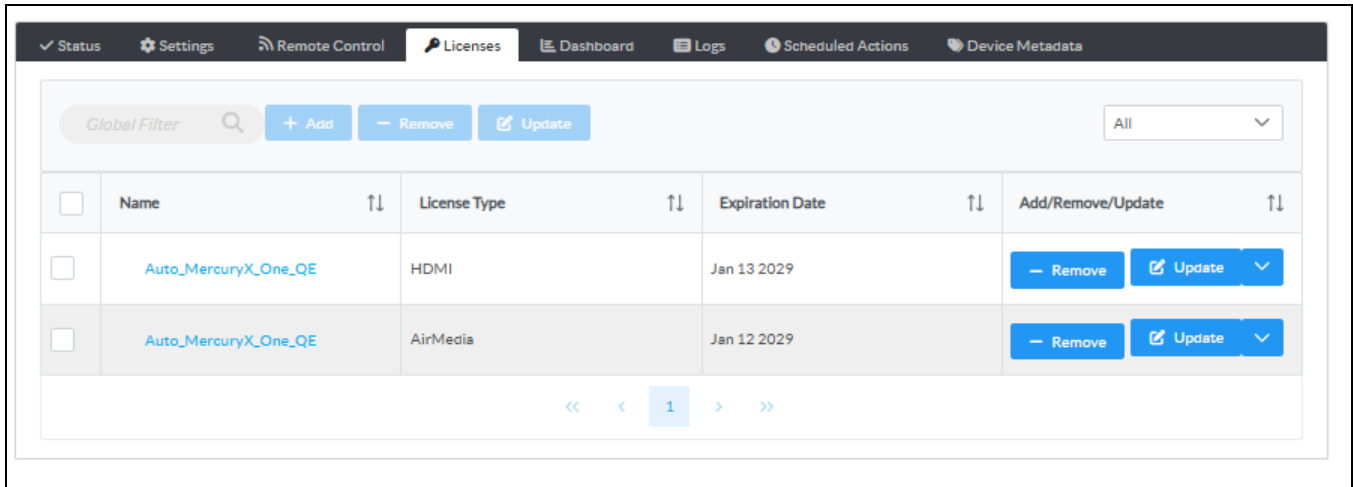 Status Settings Remote Control Licenses Dashboard Logs Scheduled Actions Device Metadata
Global Filter + Add − Remove Update All
Name License Type Expiration Date Add/Remove/Update
Auto_MercuryX_One_QE HDMI Jan 13 2029 − Remove Update
Auto_MercuryX_One_QE AirMedia Jan 12 2029 − Remove Update
« < 1 > »